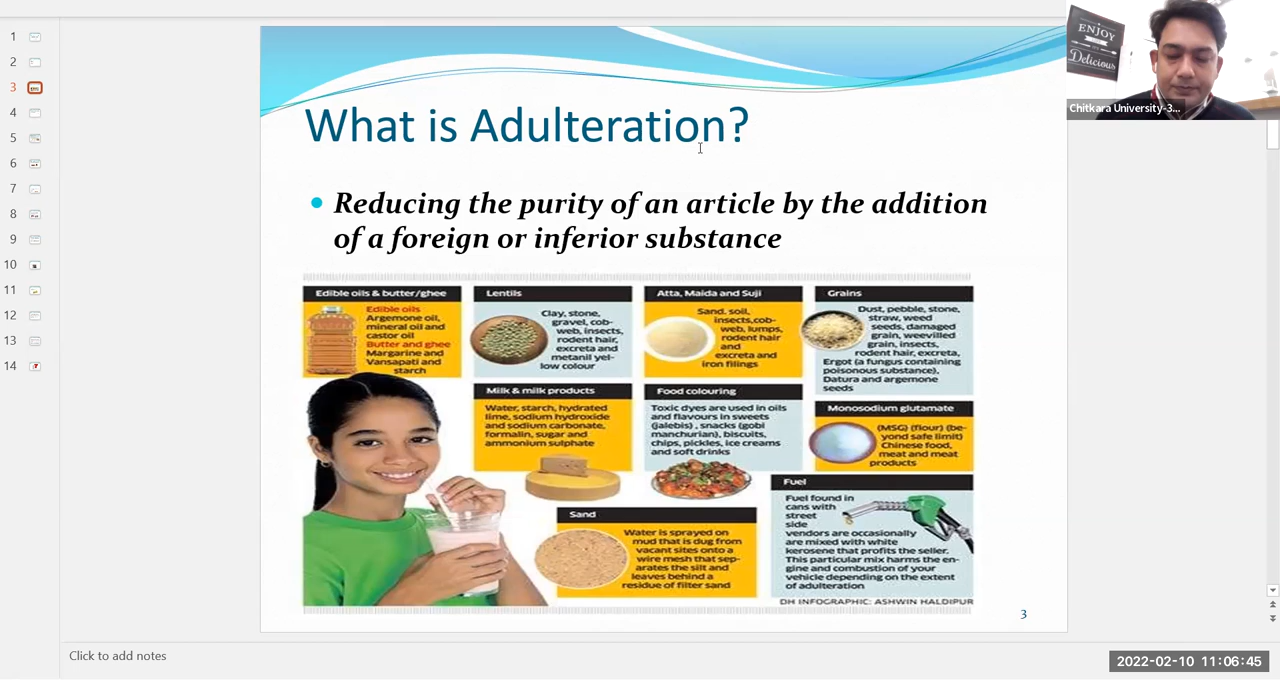 1
2
3
4
5
6
7
8
9
10
11
12
13
14
ENJOY
Delicious
Chitkara University-3...
What is Adulteration?
Reducing the purity of an article by the addition
of a foreign or inferior substance
Edible oils & butter/ghee
Edible oils
Argemone oil,
mineral oil and
castor oil
Butter and ghee
Margarine and
Vansapati and
starch
Lentils
Clay, stone,
gravel, cob-
web, insects,
rodent hair,
excreta and
metanil yel-
low colour
Atta, Maida and Suji
Sand, soil,
insects,cob-
web, lumps,
rodent hair
and
excreta and
iron filings
Grains
Dust, pebble, stone,
straw, weed
seeds, damaged
grain, weevilled
grain, insects,
rodent hair, excreta,
Ergot (a fungus containing
poisonous substance),
Datura and argemone
seeds
Milk & milk products
Water, starch, hydrated
lime, sodium hydroxide
and sodium carbonate,
formalin, sugar and
ammonium sulphate
Food colouring
Toxic dyes are used in oils
and flavours in sweets
(jalebis) , snacks (gobi
manchurian), biscuits,
chips, pickles, ice creams
and soft drinks
Monosodium glutamate
(MSG) (flour) (be-
yond safe limit)
Chinese food,
meat and meat
products
Sand
Water is sprayed on
mud that is dug from
vacant sites onto a
wire mesh that sep-
arates the silt and
leaves behind a
residue of filter sand
Fuel
Fuel found in
cans with
street
side
vendors are occasionally
are mixed with white
kerosene that profits the seller.
This particular mix harms the en-
gine and combustion of your
vehicle depending on the extent
of adulteration
DH INFOGRAPHIC: ASHWIN HALDIPUR
3
Click to add notes
2022-02-10 11:06:45